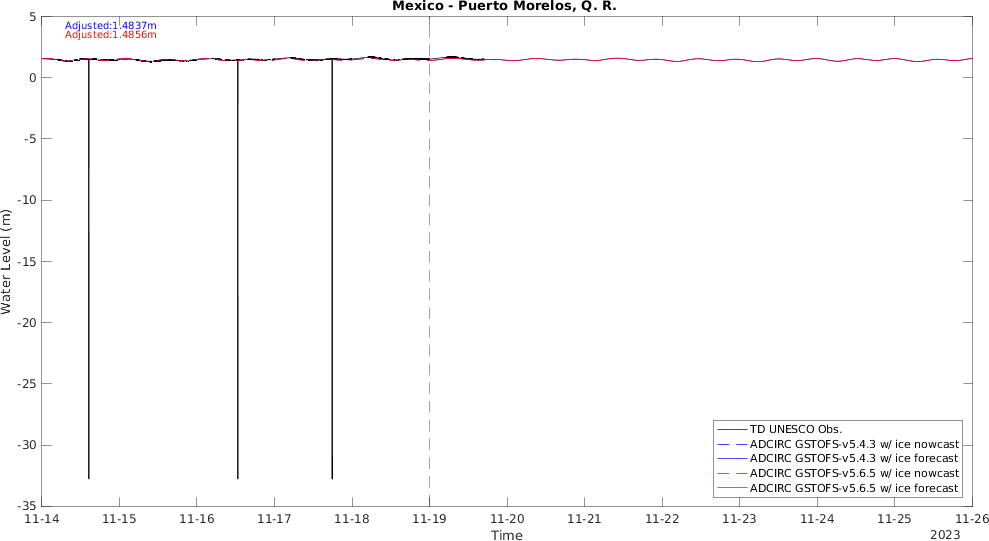 Mexico - Puerto Morelos, Q. R.
Adjusted:1.4837m
Adjusted:1.4856m
5
0
-5
-10
-15
-20
-25
-30
-35
Water Level (m)
TD UNESCO Obs.
ADCIRC GSTOFS-v5.4.3 w/ ice nowcast
ADCIRC GSTOFS-v5.4.3 w/ ice forecast
ADCIRC GSTOFS-v5.6.5 w/ ice nowcast
ADCIRC GSTOFS-v5.6.5 w/ ice forecast
11-14 11-15 11-16 11-17 11-18 11-19 11-20 11-21 11-22 11-23 11-24 11-25 11-26
Time
2023